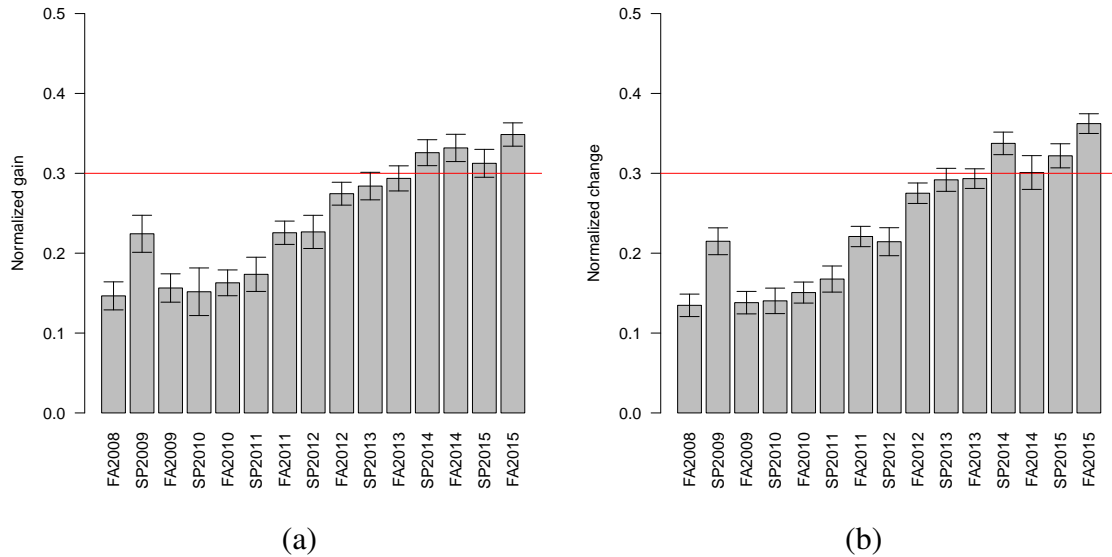 Normalized gain
0.5
0.4
0.3
0.2
0.1
0.0
FA2008
SP2009
FA2009
SP2010
FA2010
SP2011
FA2011
SP2012
FA2012
SP2013
FA2013
SP2014
FA2014
SP2015
FA2015
(a)
Normalized change
0.5
0.4
0.3
0.2
0.1
0.0
FA2008
SP2009
FA2009
SP2010
FA2010
SP2011
FA2011
SP2012
FA2012
SP2013
FA2013
SP2014
FA2014
SP2015
FA2015
(b)